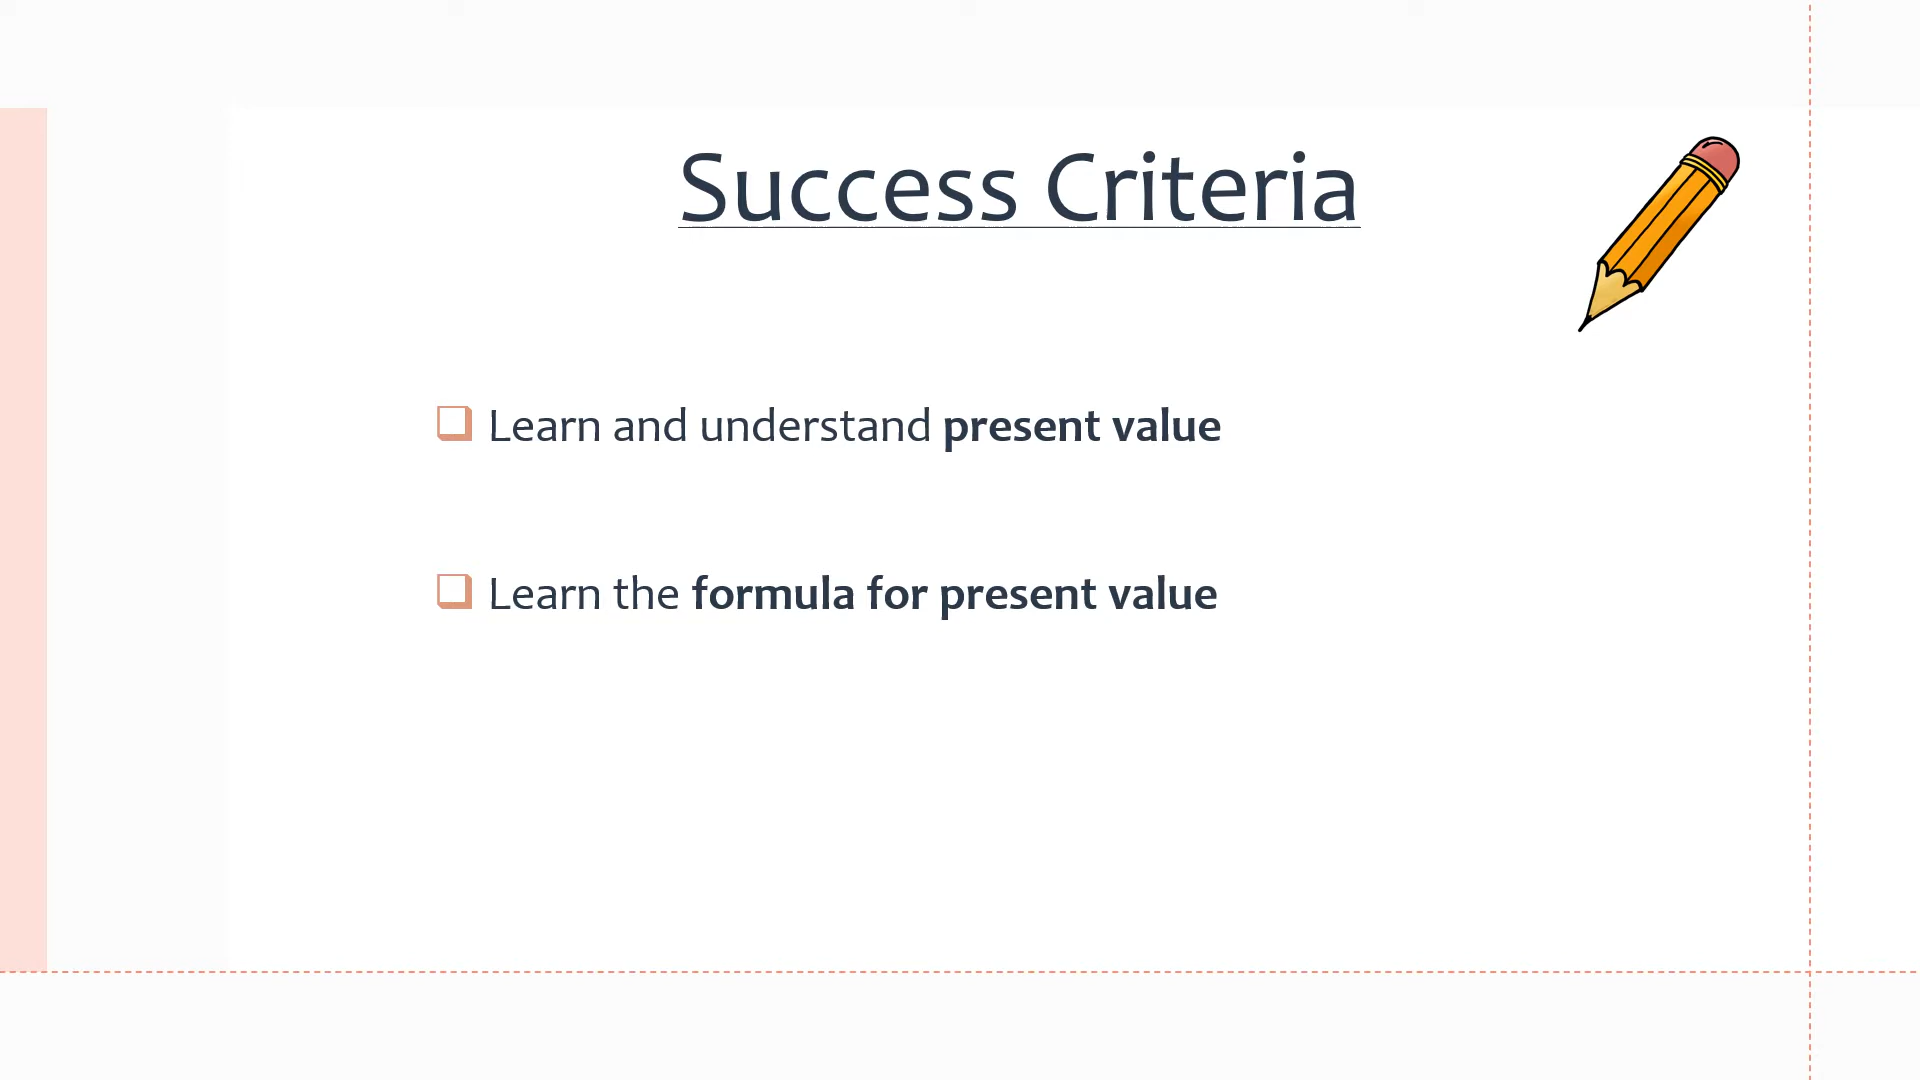 Success Criteria
Learn and understand present value
Learn the formula for present value